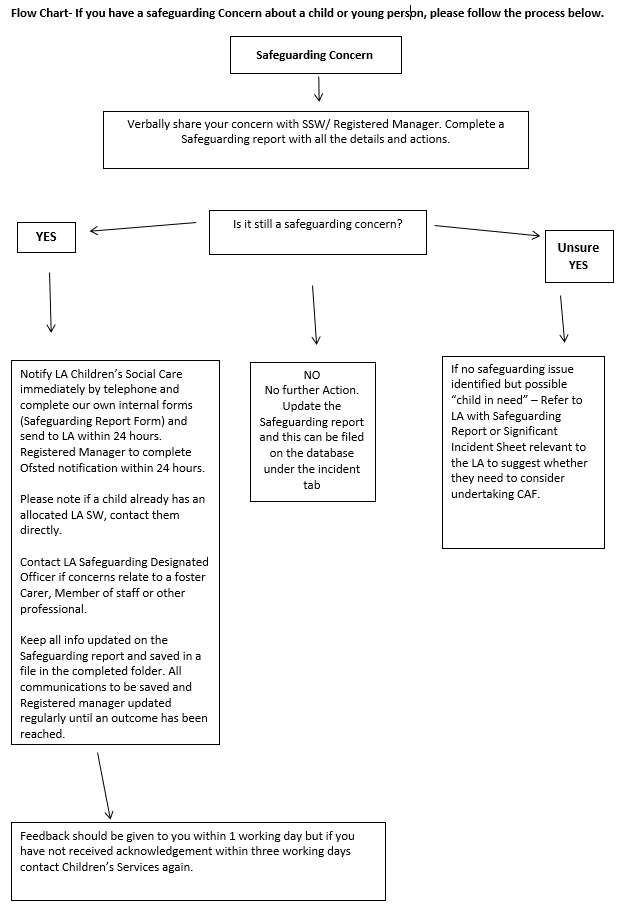 Flow Chart- If you have a safeguarding Concern about a child or young person, please follow the process below.
Safeguarding Concern
Verbally share your concern with SSW/ Registered Manager. Complete a
Safeguarding report with all the details and actions.
Is it still a safeguarding concern?
YES
Unsure
YES
Notify LA Children's Social Care
immediately by telephone and
complete our own internal forms
(Safeguarding Report Form) and
send to LA within 24 hours.
Registered Manager to complete
Ofsted notification within 24 hours.
Please note if a child already has an
allocated LA SW, contact them
directly.
Contact LA Safeguarding Designated
Officer if concerns relate to a foster
Carer, Member of staff or other
professional.
Keep all info updated on the
Safeguarding report and saved in a
file in the completed folder. All
communications to be saved and
Registered manager updated
regularly until an outcome has been
reached.
NO
No further Action.
Update the
Safeguarding report
and this can be filed
on the database
under the incident
tab
If no safeguarding issue
identified but possible
“child in need” – Refer to
LA with Safeguarding
Report or Significant
Incident Sheet relevant to
the LA to suggest whether
they need to consider
undertaking CAF.
Feedback should be given to you within 1 working day but if you
have not received acknowledgement within three working days
contact Children's Services again.